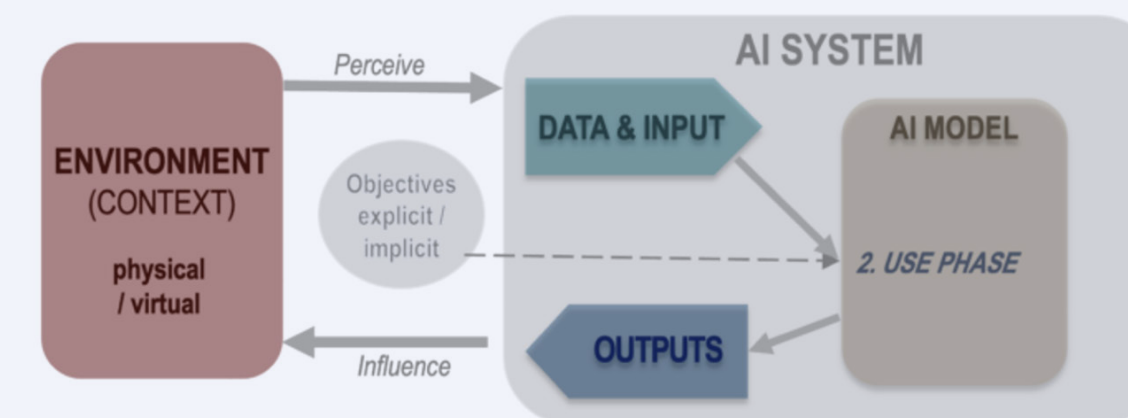 AI SYSTEM
Perceive
DATA & INPUT
AI MODEL
ENVIRONMENT
(CONTEXT)
physical
/ virtual
Objectives
explicit /
implicit
2. USE PHASE
OUTPUTS
Influence